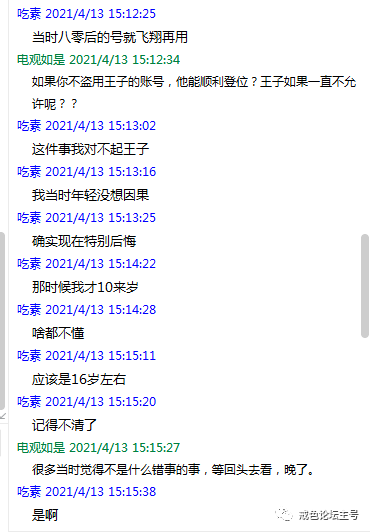 吃素 2021/4/13 15:12:25
当时八零后的号就飞翔再用
电观如是 2021/4/13 15:12:34
如果你不盗用王子的账号，他能顺利登位？王子如果一直不允
许呢？？
吃素 2021/4/13 15:13:02
这件事我对不起王子
吃素 2021/4/13 15:13:16
我当时年轻没想因果
吃素 2021/4/13 15:13:25
确实现在特别后悔
吃素 2021/4/13 15:14:22
那时候我才10来岁
吃素 2021/4/13 15:14:28
啥都不懂
吃素 2021/4/13 15:15:11
应该是16岁左右
吃素 2021/4/13 15:15:20
记得不清了
电观如是 2021/4/13 15:15:27
很多当时觉得不是什么错事的事，等回头去看，晚了。
吃素 2021/4/13 15:15:38
是啊
戒色论坛主号